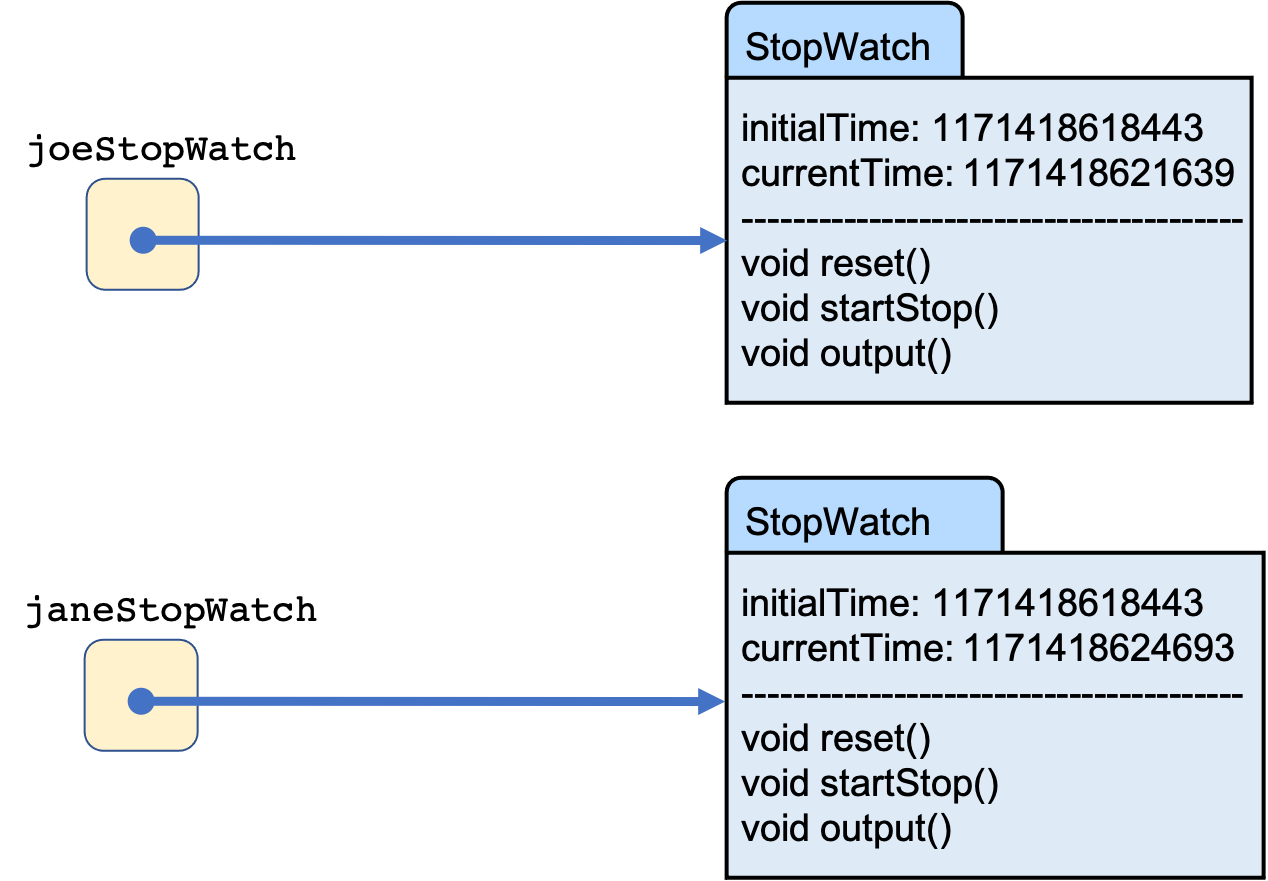 StopWatch
joeStopWatch
initialTime: 1171418618443
currentTime: 1171418621639
----------------------------------------
void reset()
void startStop()
void output()
StopWatch
janeStopWatch
initialTime: 1171418618443
currentTime: 1171418624693
----------------------------------------
void reset()
void startStop()
void output()